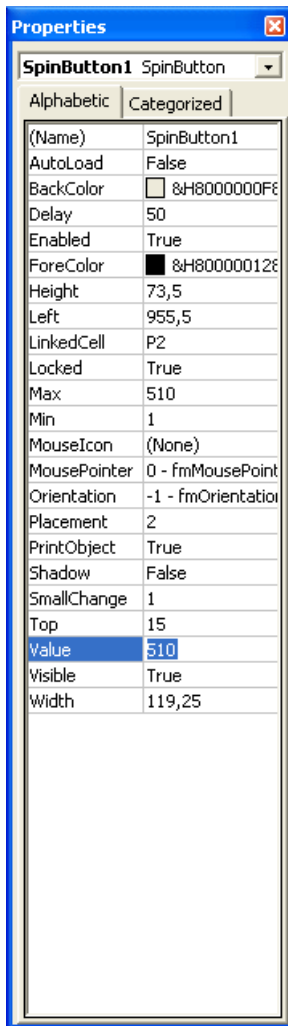 Properties
SpinButton1 SpinButton
Alphabetic Categorized
(Name) SpinButton1
AutoLoad False
BackColor &H8000000F&
Delay 50
Enabled True
ForeColor &H80000012&
Height 73,5
Left 955,5
LinkedCell P2
Locked True
Max 510
Min 1
MouseIcon (None)
MousePointer 0 - fmMousePoint
Orientation -1 - fmOrientation
Placement 2
PrintObject True
Shadow False
SmallChange 1
Top 15
Value 510
Visible True
Width 119,25